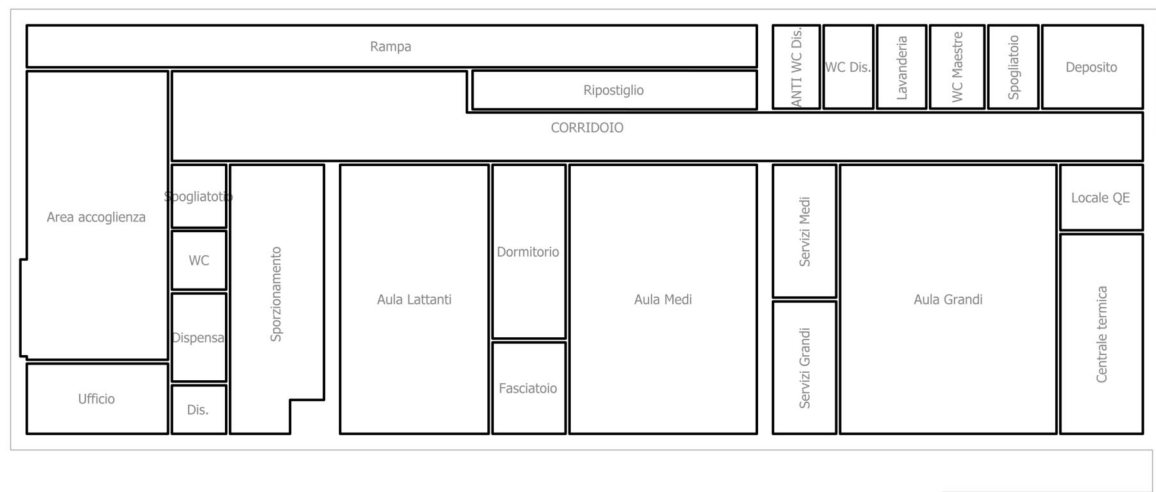 Rampa
ANTI WC Dis.
WC Dis.
Lavanderia
WC Maestre
Spogliatoio
Deposito
Ripostiglio
CORRIDOIO
Area accoglienza
Spogliatotio
WC
Dispensa
Dis.
Ufficio
Sporzionamento
Aula Lattanti
Dormitorio
Fasciatoio
Aula Medi
Servizi Medi
Servizi Grandi
Aula Grandi
Locale QE
Centrale termica